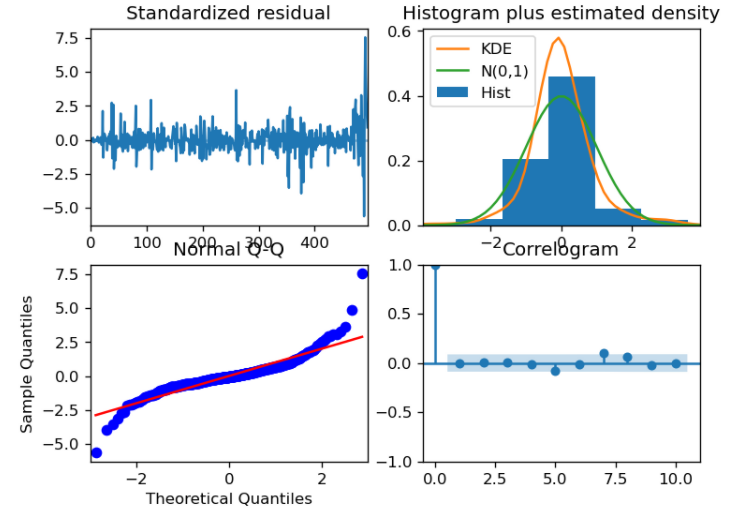 Standardized residual
7.5
5.0
2.5
0.0
−2.5
−5.0
0 100 200 300 400
Histogram plus estimated density
0.6
0.4
0.2
0.0
KDE
N(0,1)
Hist
−2 0 2
Normal Q-Q
Sample Quantiles
7.5
5.0
2.5
0.0
−2.5
−5.0
−2 0 2
Theoretical Quantiles
Correlogram
1.0
0.5
0.0
−0.5
−1.0
0.0 2.5 5.0 7.5 10.0